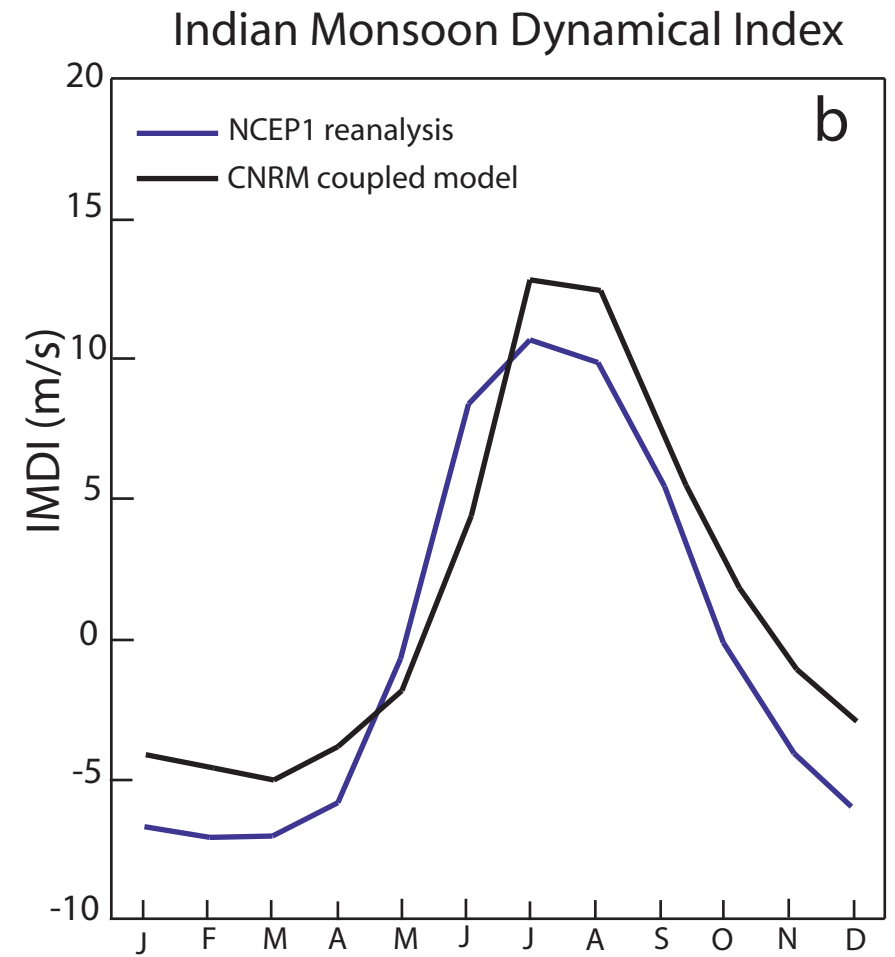 Indian Monsoon Dynamical Index
b
NCEP1 reanalysis
CNRM coupled model
IMDI (m/s)
20
15
10
5
0
-5
-10
J F M A M J J A S O N D